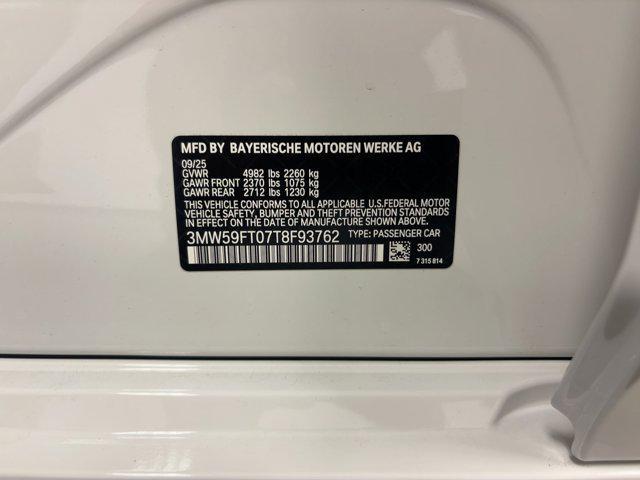 MFD BY BAYERISCHE MOTOREN WERKE AG
09/25
GVWR 4982 lbs 2260 kg
GAWR FRONT 2370 lbs 1075 kg
GAWR REAR 2712 lbs 1230 kg
THIS VEHICLE CONFORMS TO ALL APPLICABLE U.S.FEDERAL MOTOR
VEHICLE SAFETY, BUMPER AND THEFT PREVENTION STANDARDS
IN EFFECT ON THE DATE OF MANUFACTURE SHOWN ABOVE.
3MW59FT07T8F93762 TYPE: PASSENGER CAR
300
7 315 814